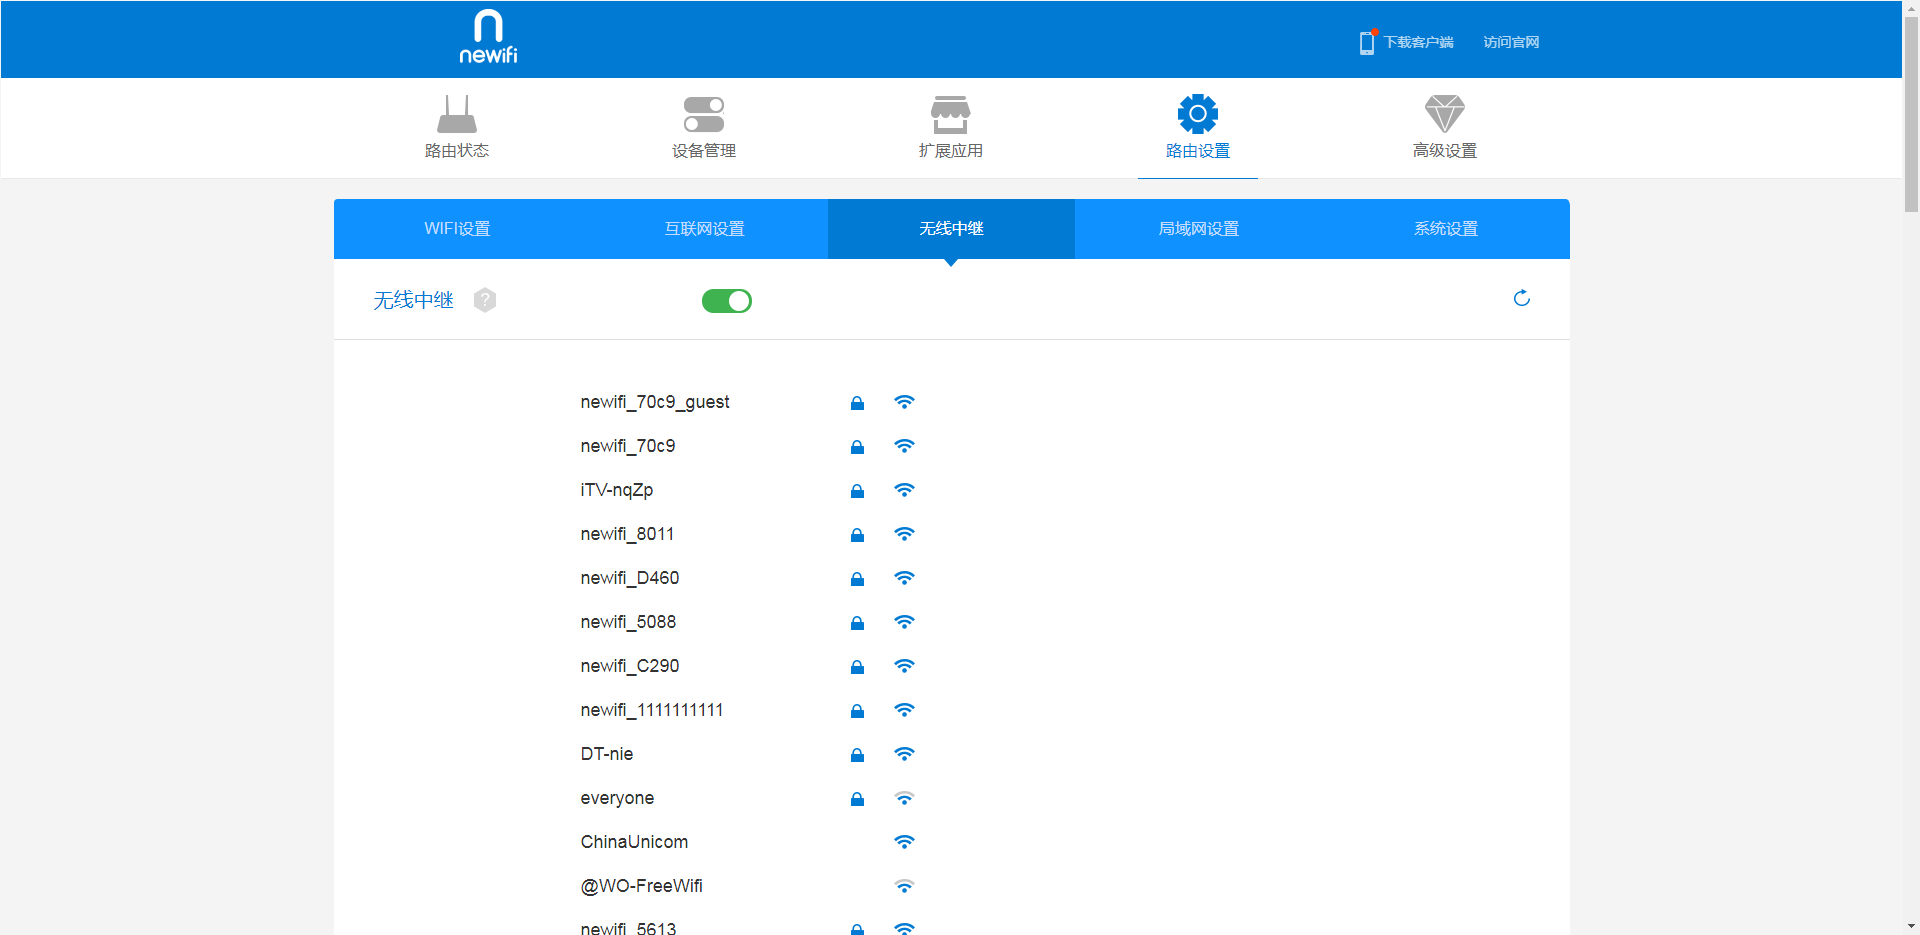 newifi
下载客户端 访问官网
路由状态 设备管理 扩展应用 路由设置 高级设置
WIFI设置 互联网设置 无线中继 局域网设置 系统设置
无线中继 ?
newifi_70c9_guest
newifi_70c9
iTV-nqZp
newifi_8011
newifi_D460
newifi_5088
newifi_C290
newifi_1111111111
DT-nie
everyone
ChinaUnicom
@WO-FreeWifi
newifi_5613